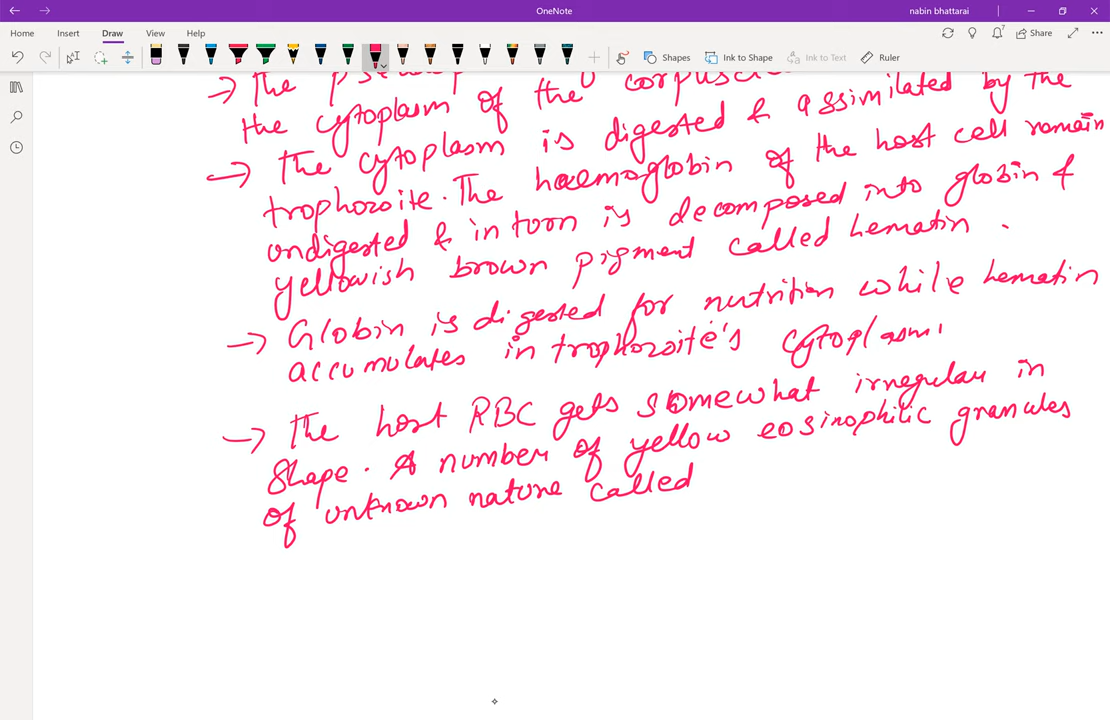 OneNote
nabin bhattarai
Home Insert Draw View Help
Share
Shapes Ink to Shape Ink to Text Ruler
→ The
the cytoplasm of the corpuscle
→ The cytoplasm is digested & assimilated by the
trophozoite. The haemoglobin of the host cell remain
undigested & in turn is decomposed into globin &
yellowish brown pigment called hematin.
→ Globin is digested for nutrition while hematin
accumulates in trophozoite's cytoplasm.
→ The host RBC gets somewhat irregular in
shape. A number of yellow eosinophilic granules
of unknown nature called